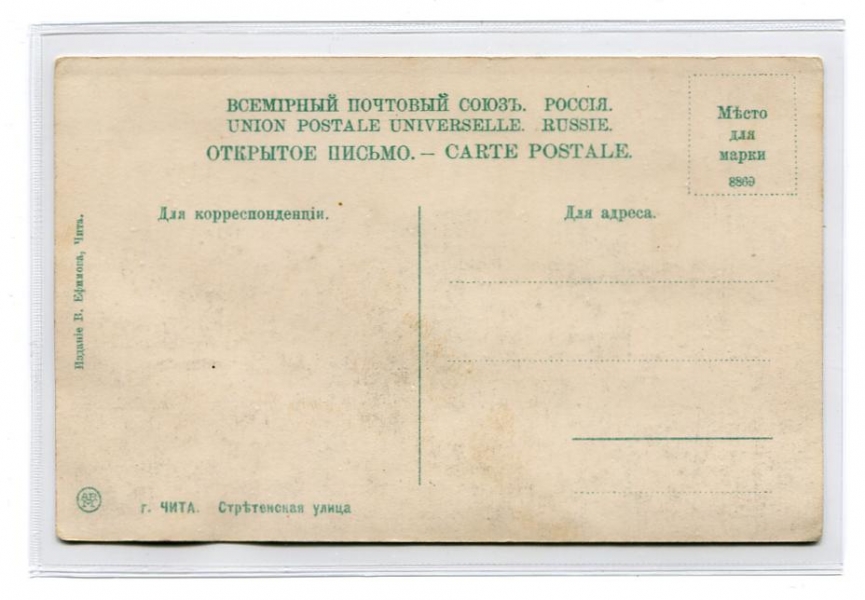 ВСЕМІРНЫЙ ПОЧТОВЫЙ СОЮЗЪ. РОССІЯ.
UNION POSTALE UNIVERSELLE. RUSSIE.
ОТКРЫТОЕ ПИСЬМО. — CARTE POSTALE.
Мѣсто
для
марки
8869
Для корреспонденціи.
Для адреса.
Изданіе В. Ефимова, Чита.
г. ЧИТА. Стрѣтенская улица